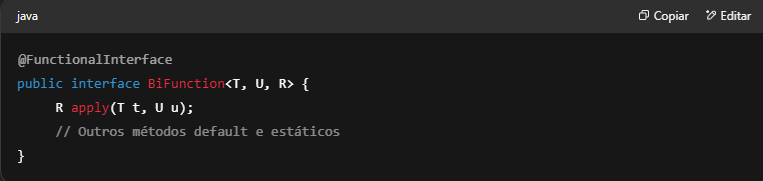 java Copiar Editar
@FunctionalInterface
public interface BiFunction<T, U, R> {
    R apply(T t, U u);
    // Outros métodos default e estáticos
}